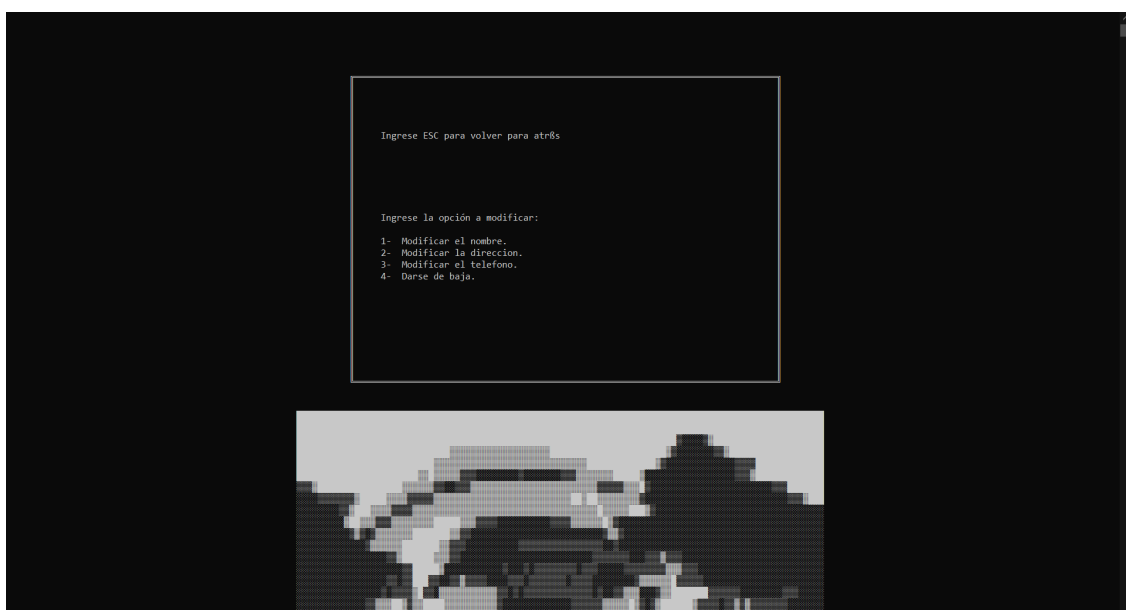 Ingrese ESC para volver para atrßs
Ingrese la opción a modificar:
1- Modificar el nombre.
2- Modificar la direccion.
3- Modificar el telefono.
4- Darse de baja.